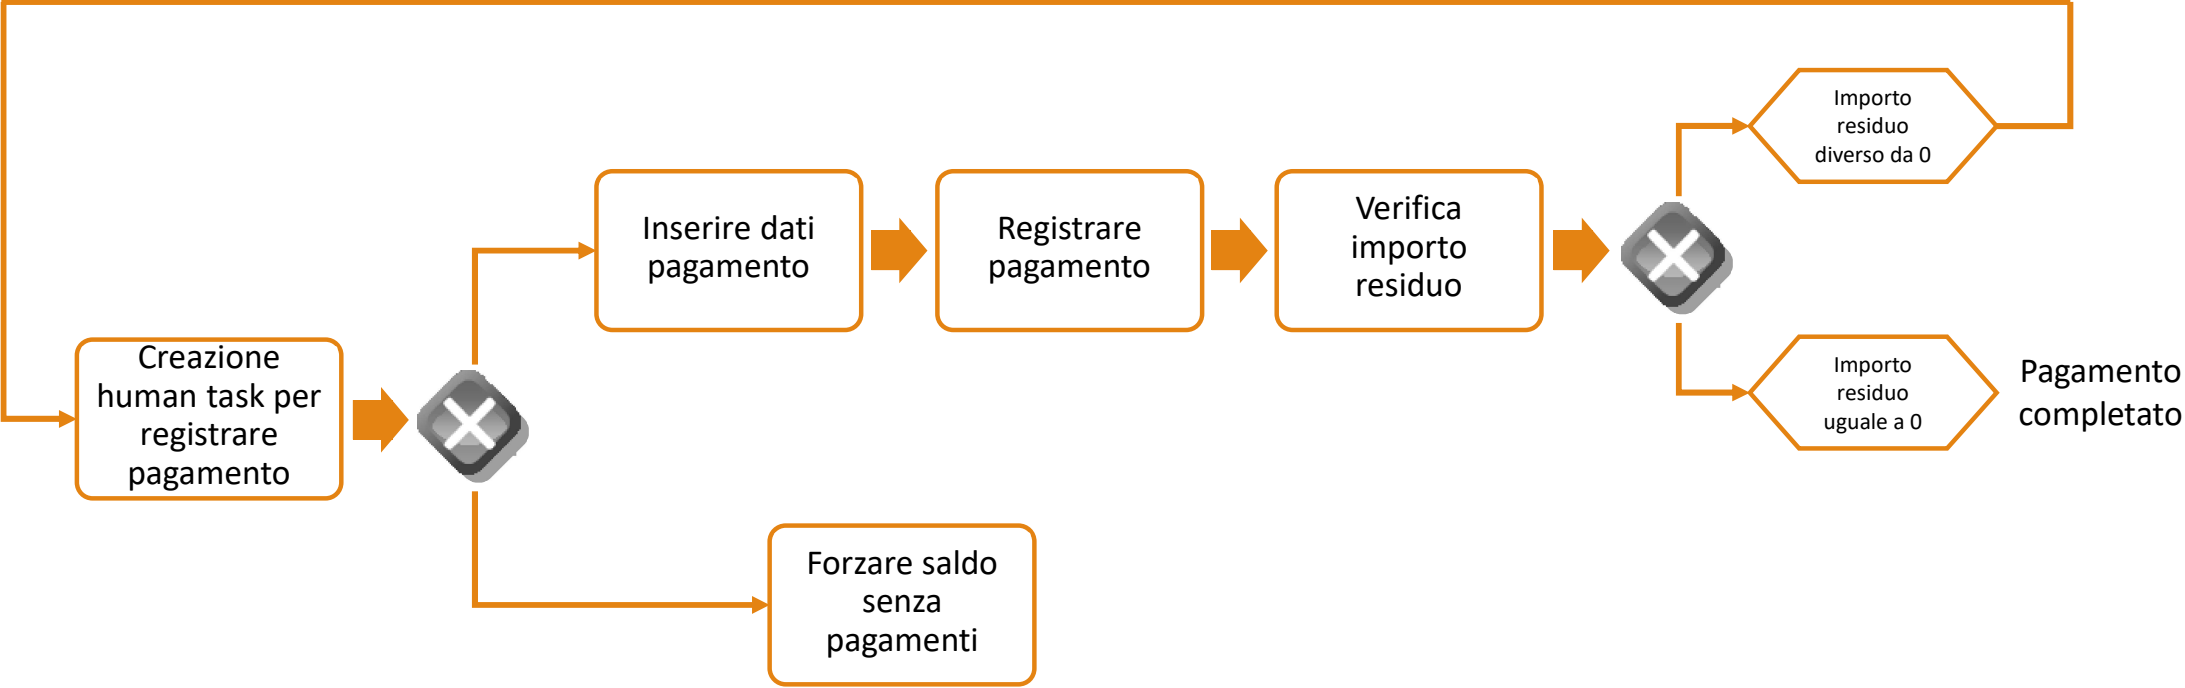 Creazione
human task per
registrare
pagamento
Inserire dati
pagamento
Registrare
pagamento
Verifica
importo
residuo
Importo
residuo
diverso da 0
Importo
residuo
uguale a 0
Pagamento
completato
Forzare saldo
senza
pagamenti